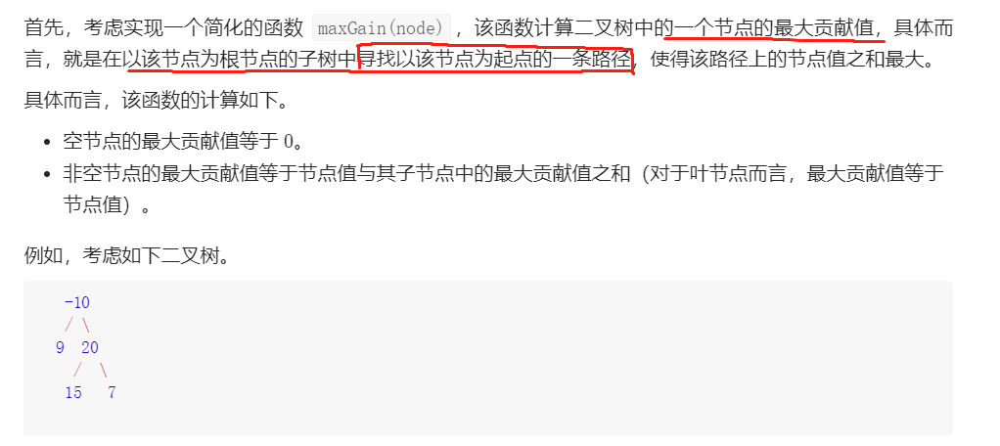 首先，考虑实现一个简化的函数 maxGain(node)，该函数计算二叉树中的一个节点的最大贡献值，具体而
言，就是在以该节点为根节点的子树中寻找以该节点为起点的一条路径，使得该路径上的节点值之和最大。
具体而言，该函数的计算如下。
• 空节点的最大贡献值等于 0。
• 非空节点的最大贡献值等于节点值与其子节点中的最大贡献值之和（对于叶节点而言，最大贡献值等于
节点值）。
例如，考虑如下二叉树。
-10
/ \
9 20
/ \
15 7